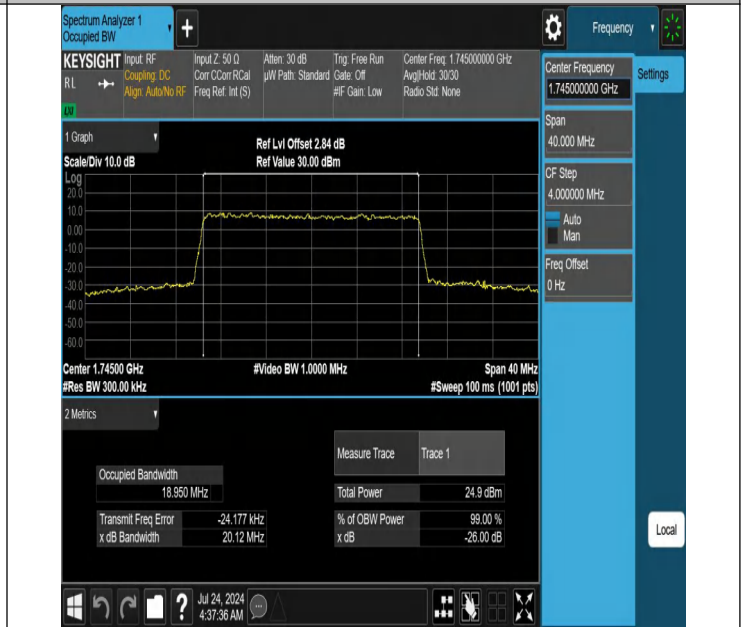 Spectrum Analyzer 1
Occupied BW
+
Frequency
KEYSIGHT
RL
Input: RF
Coupling: DC
Align: Auto/No RF
Input Z: 50 Ω
Corr CCorr RCal
Freq Ref: Int (S)
Atten: 30 dB
µW Path: Standard
Trig: Free Run
Gate: Off
#IF Gain: Low
Center Freq: 1.745000000 GHz
Avg|Hold: 30/30
Radio Std: None
Center Frequency
1.745000000 GHz
Settings
Span
40.000 MHz
CF Step
4.000000 MHz
Auto
Man
Freq Offset
0 Hz
1 Graph
Scale/Div 10.0 dB
Ref Lvl Offset 2.84 dB
Ref Value 30.00 dBm
Log
20.0
10.0
0.00
-10.0
-20.0
-30.0
-40.0
-50.0
-60.0
Center 1.74500 GHz
#Video BW 1.0000 MHz
Span 40 MHz
#Res BW 300.00 kHz
#Sweep 100 ms (1001 pts)
2 Metrics
Measure Trace Trace 1
Occupied Bandwidth
18.950 MHz
Total Power 24.9 dBm
Transmit Freq Error -24.177 kHz
% of OBW Power 99.00 %
x dB Bandwidth 20.12 MHz
x dB -26.00 dB
Local
?
Jul 24, 2024
4:37:36 AM